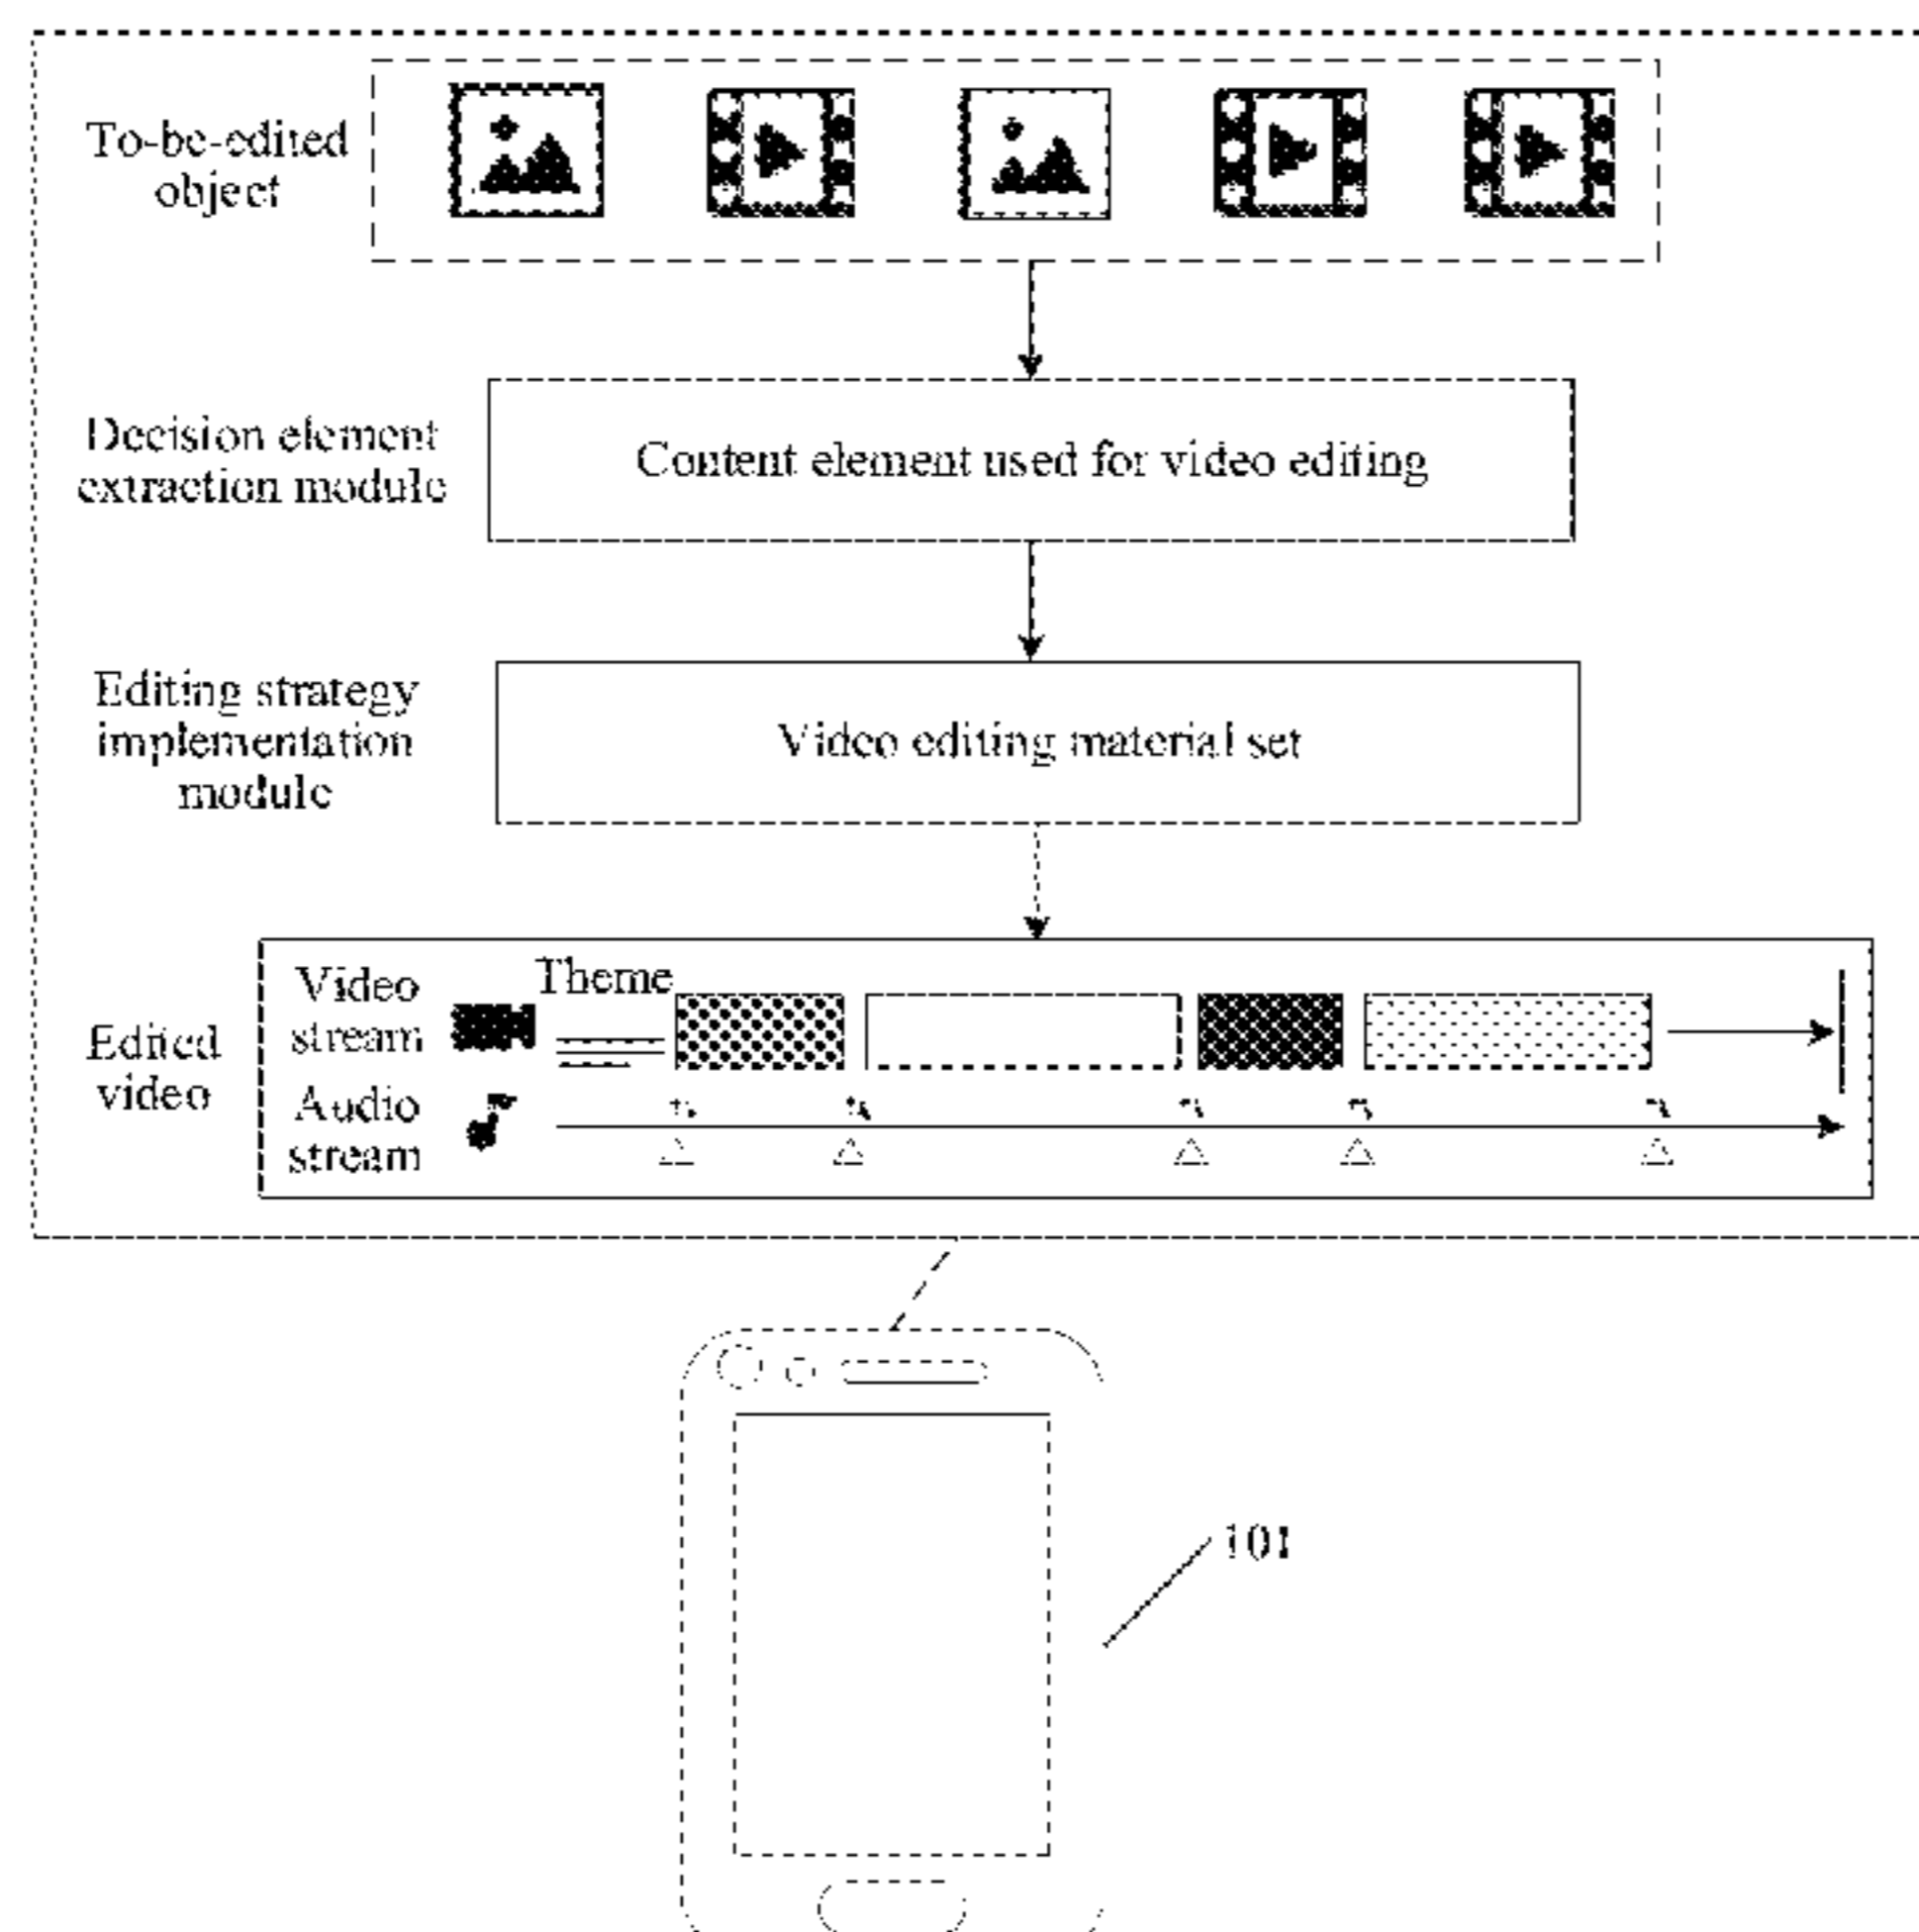 To-be-edited
object
Decision element
extraction module
Content element used for video editing
Editing strategy
implementation
module
Video editing material set
Edited
video
Video
stream
Theme
Audio
stream
101